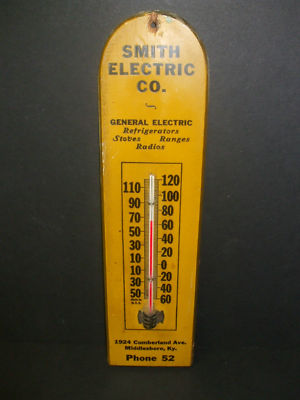 SMITH
ELECTRIC
CO.
GENERAL ELECTRIC
Refrigerators
Stobes Ranges
Radios
120
110 100
90 80
70 60
50 40
30 20
10 0
10 20
30 40
50 60
1924 Cumberland Ave.
Middlesboro, Ky.
Phone 52